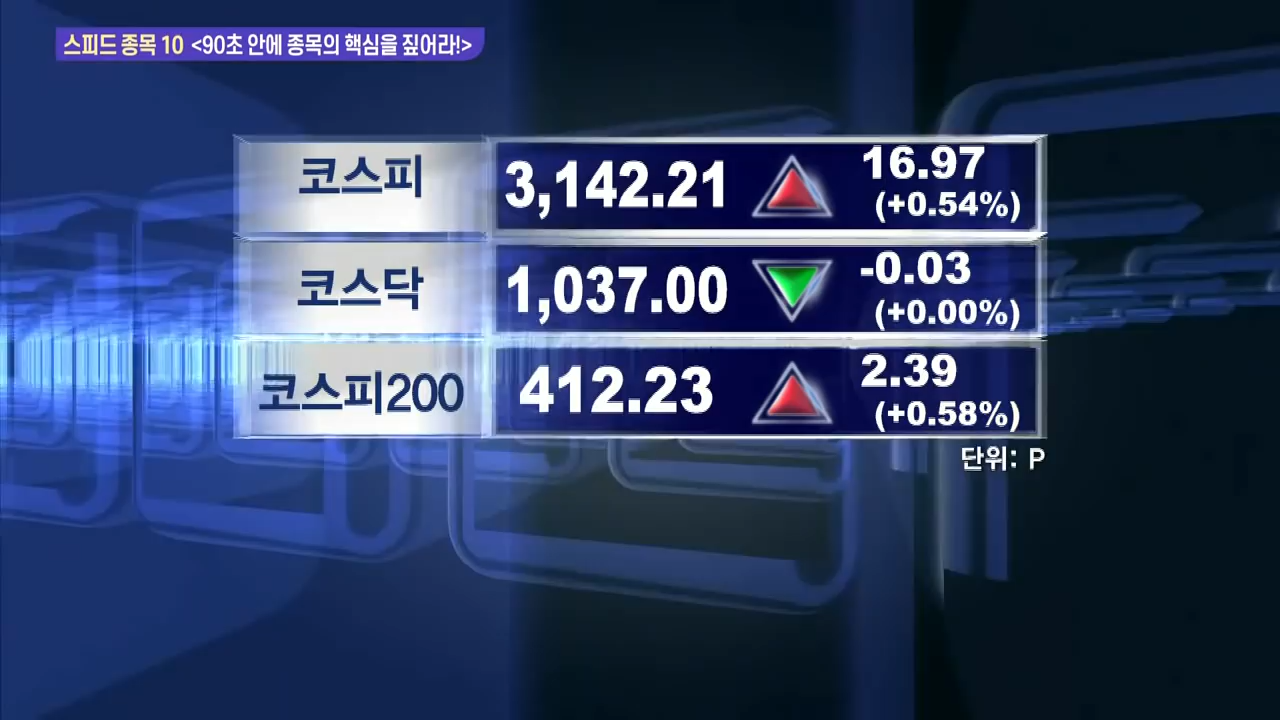 스피드 종목 10 <90초 안에 종목의 핵심을 짚어라!>
코스피 3,142.21 16.97 (+0.54%)
코스닥 1,037.00 -0.03 (+0.00%)
코스피200 412.23 2.39 (+0.58%)
단위: P